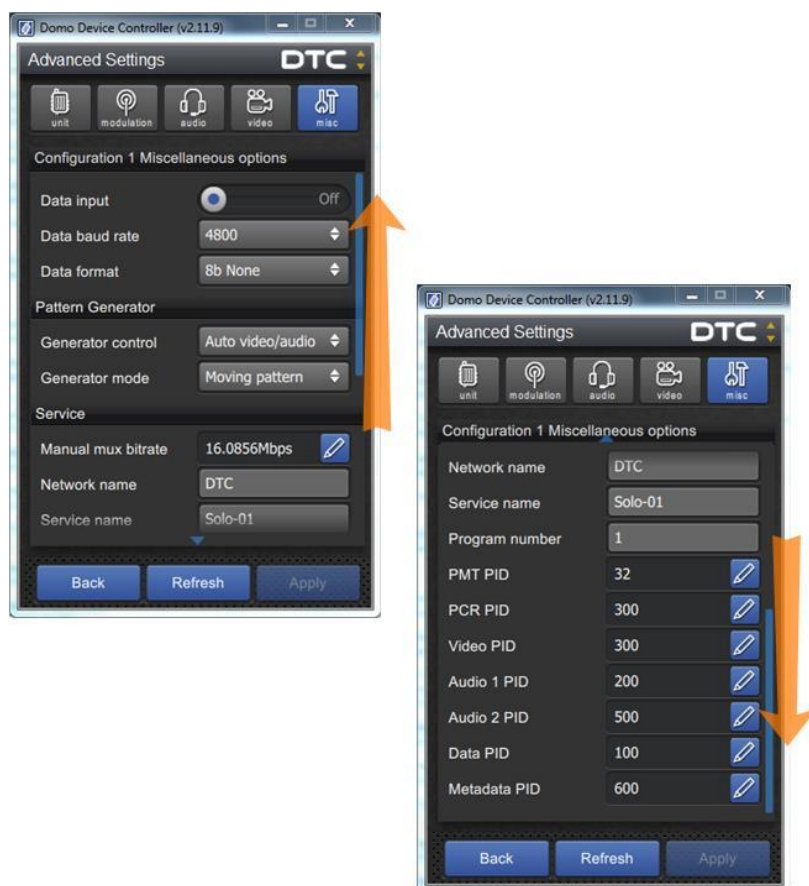 Domo Device Controller (v2.11.9)
Advanced Settings DTC
unit modulation audio video misc
Configuration 1 Miscellaneous options
Data input Off
Data baud rate 4800
Data format 8b None
Pattern Generator
Generator control Auto video/audio
Generator mode Moving pattern
Service
Manual mux bitrate 16.0856Mbps
Network name DTC
Service name Solo-01
Back Refresh Apply
Domo Device Controller (v2.11.9)
Advanced Settings DTC
unit modulation audio video misc
Configuration 1 Miscellaneous options
Network name DTC
Service name Solo-01
Program number 1
PMT PID 32
PCR PID 300
Video PID 300
Audio 1 PID 200
Audio 2 PID 500
Data PID 100
Metadata PID 600
Back Refresh Apply